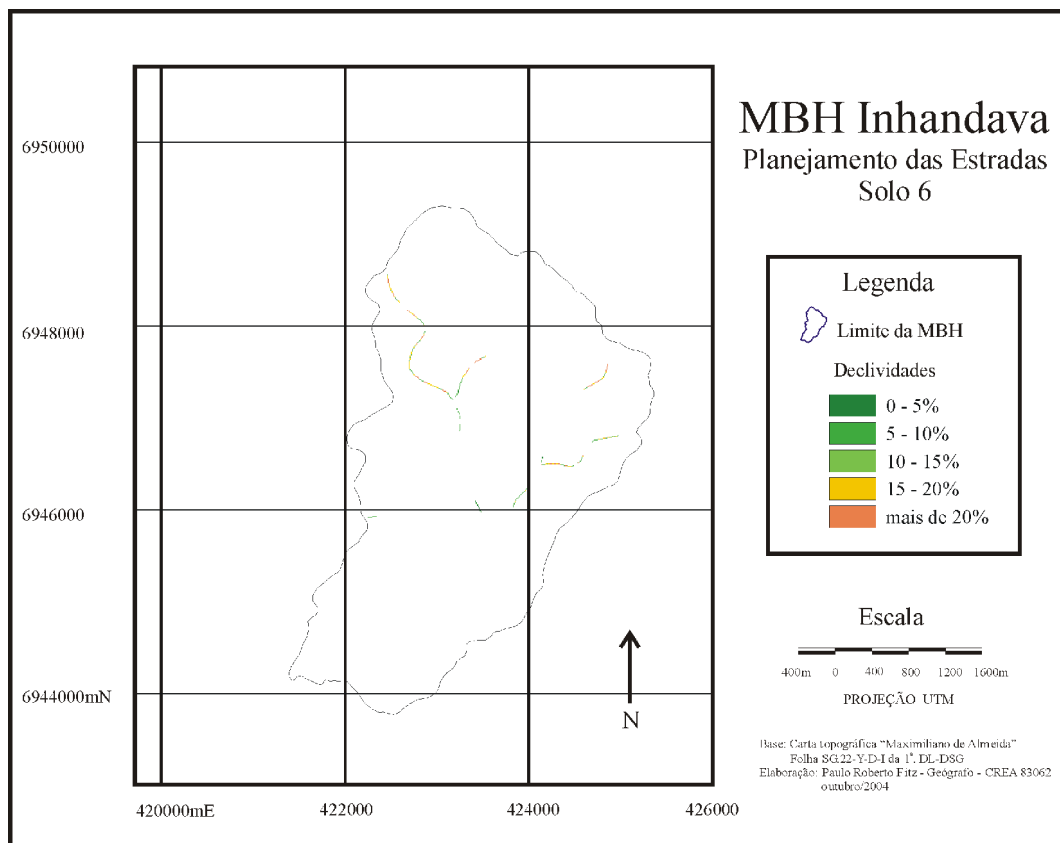 MBH Inhandava
Planejamento das Estradas
Solo 6
6950000
6948000
6946000
6944000mN
420000mE
422000
424000
426000
N
Legenda
Limite da MBH
Declividades
0 - 5%
5 - 10%
10 - 15%
15 - 20%
mais de 20%
Escala
400m 0 400 800 1200 1600m
PROJEÇÃO UTM
Base: Carta topográfica “Maximiliano de Almeida”
Folha SG.22-Y-D-I da 1ª. DL-DSG
Elaboração: Paulo Roberto Fitz - Geógrafo - CREA 83062
outubro/2004